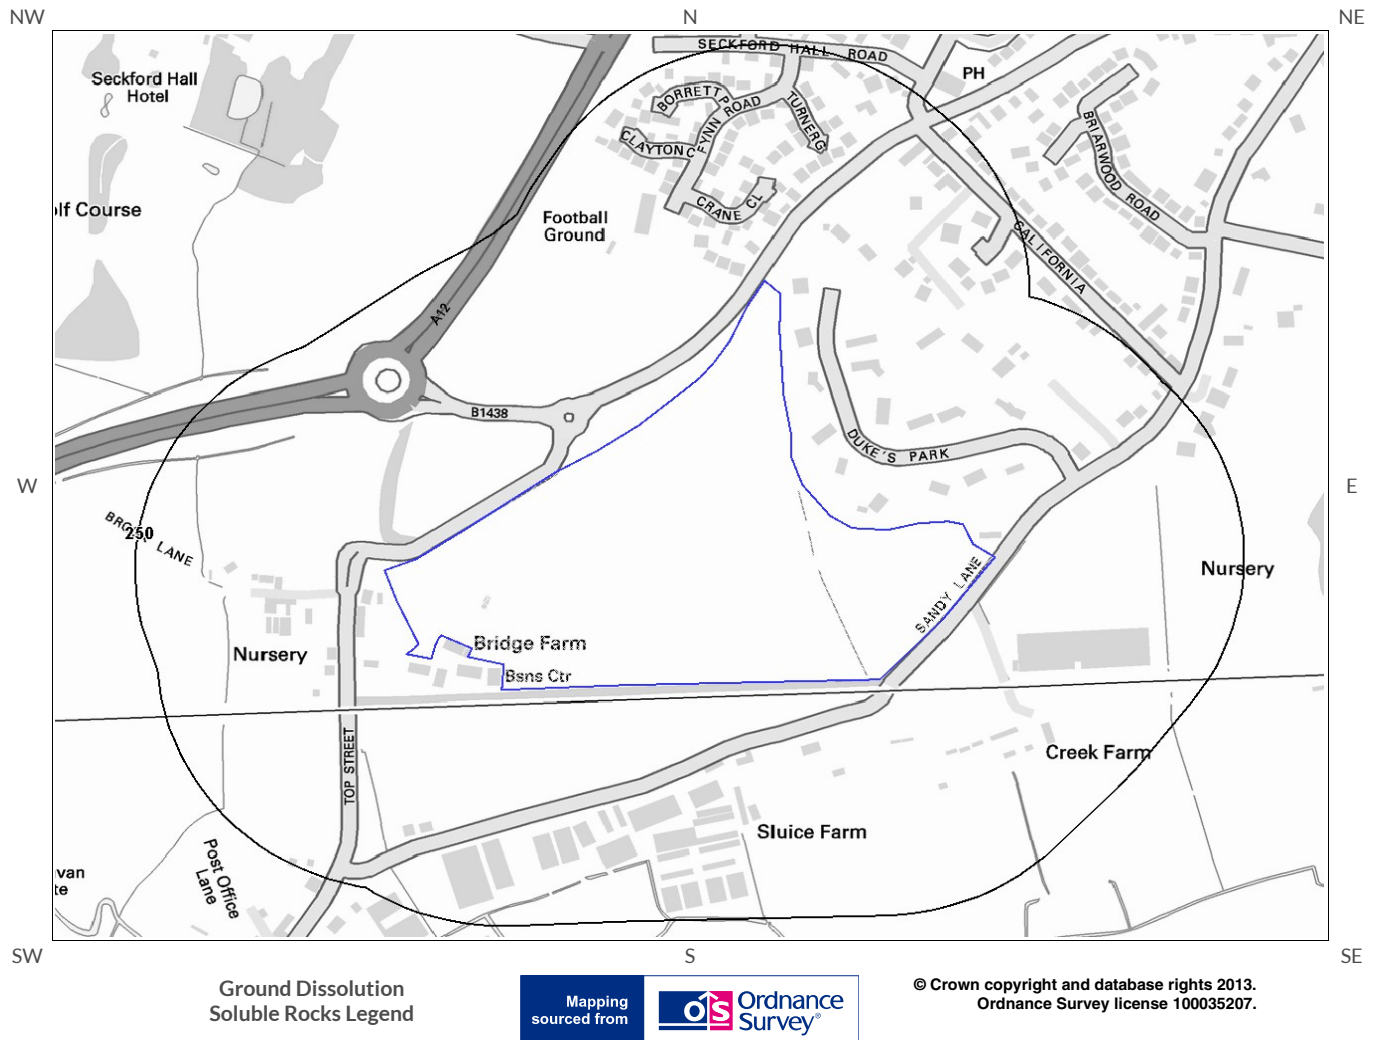 NW
N
NE
SECKFORD HALL ROAD
PH
Seckford Hall
Hotel
BORRETT P
FYNN ROAD
TURNERG
CLAYTON C
CRANE CL
BRIARWOOD ROAD
CALIFORNIA
lf Course
Football
Ground
A12
B1438
DUKE'S PARK
W
E
250
LANE
SANDY LANE
Nursery
Bridge Farm
Nursery
Bsns Ctr
TOP STREET
Creek Farm
Sluice Farm
Post Office
Lane
van
te
SW
S
SE
Ground Dissolution
Soluble Rocks Legend
Mapping
sourced from
OS
Ordnance
Survey®
© Crown copyright and database rights 2013.
Ordnance Survey license 100035207.